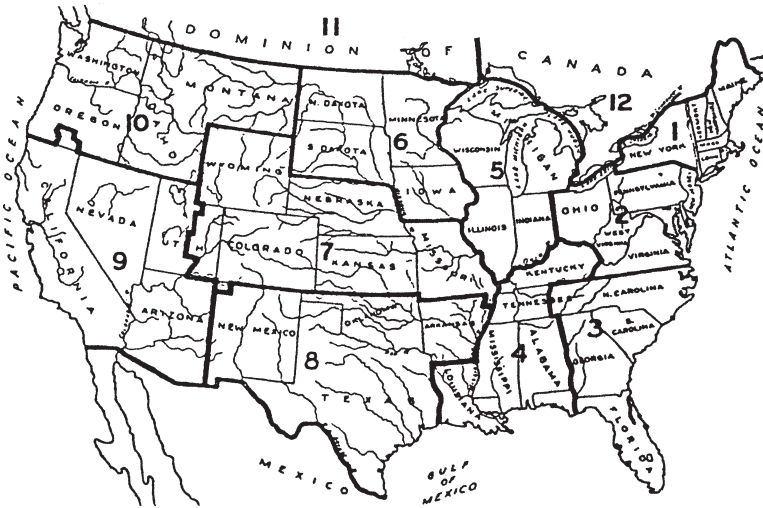 11
DOMINION OF CANADA
12
WASHINGTON
MONTANA
N. DAKOTA
MINNESOTA
MAINE
OREGON
10
IDAHO
S. DAKOTA
6
WISCONSIN
MICHIGAN
5
NEW YORK
1
WYOMING
IOWA
PENNSYLVANIA
NEBRASKA
OHIO
2
NEVADA
UTAH
COLORADO
7
KANSAS
MISSOURI
ILLINOIS
INDIANA
WEST
VIRGINIA
VIRGINIA
CALIFORNIA
9
KENTUCKY
ARIZONA
NEW MEXICO
OKLAHOMA
ARKANSAS
TENNESSEE
N. CAROLINA
S.
CAROLINA
3
8
MISSISSIPPI
4
ALABAMA
GEORGIA
TEXAS
LOUISIANA
FLORIDA
MEXICO
GULF
OF
MEXICO
PACIFIC OCEAN
ATLANTIC OCEAN